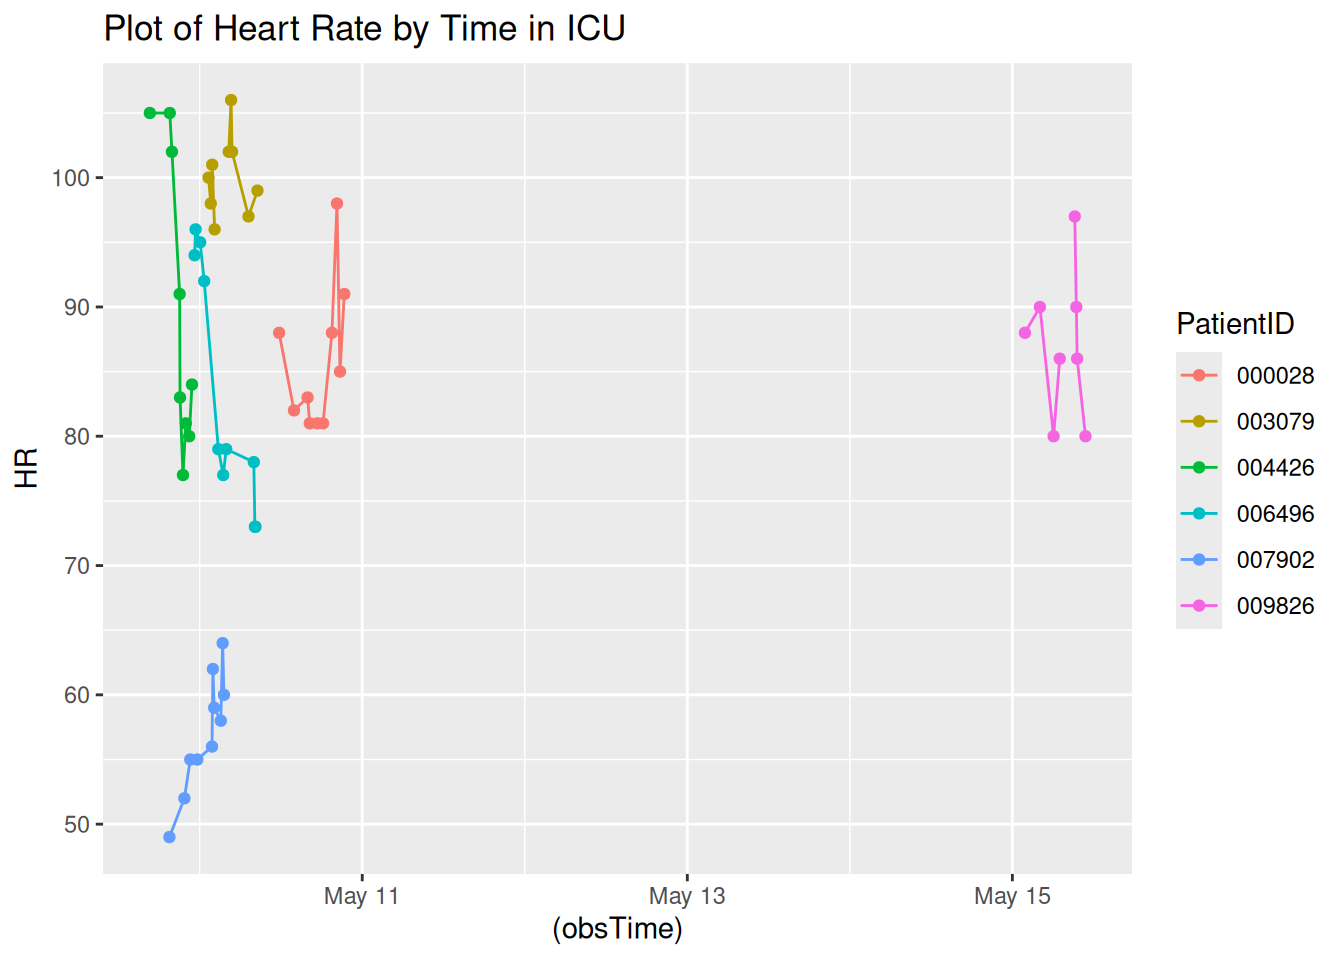 Plot of Heart Rate by Time in ICU
HR
100
90
80
70
60
50
May 11
May 13
May 15
(obsTime)
PatientID
000028
003079
004426
006496
007902
009826